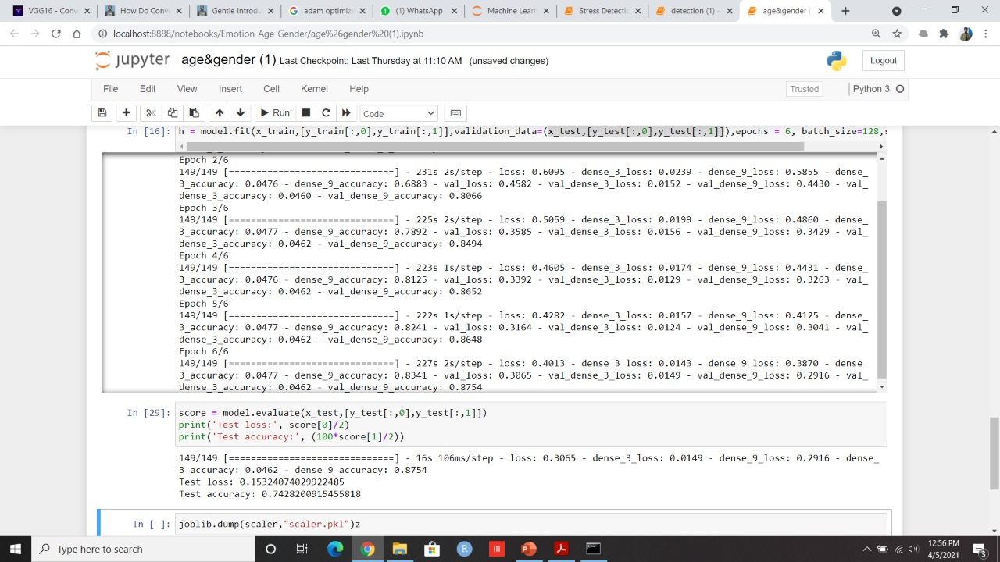 VGG16 - Conv
How Do Conv
Gentle Introdu
adam optimiz
(1) WhatsApp
Machine Learn
Stress Detecti
detection (1) -
age&gender (
localhost:8888/notebooks/Emotion-Age-Gender/age%26gender%20(1).ipynb
jupyter age&gender (1) Last Checkpoint: Last Thursday at 11:10 AM (unsaved changes)
Logout
File Edit View Insert Cell Kernel Help
Trusted
Python 3
Run
Code
In [16]: h = model.fit(x_train,[y_train[:,0],y_train[:,1]],validation_data=(x_test,[y_test[:,0],y_test[:,1]]),epochs = 6, batch_size=128,s
Epoch 2/6
149/149 [==============================] - 231s 2s/step - loss: 0.6095 - dense_3_loss: 0.0239 - dense_9_loss: 0.5855 - dense_
3_accuracy: 0.0476 - dense_9_accuracy: 0.6883 - val_loss: 0.4582 - val_dense_3_loss: 0.0152 - val_dense_9_loss: 0.4430 - val_
dense_3_accuracy: 0.0460 - val_dense_9_accuracy: 0.8066
Epoch 3/6
149/149 [==============================] - 225s 2s/step - loss: 0.5059 - dense_3_loss: 0.0199 - dense_9_loss: 0.4860 - dense_
3_accuracy: 0.0477 - dense_9_accuracy: 0.7892 - val_loss: 0.3585 - val_dense_3_loss: 0.0156 - val_dense_9_loss: 0.3429 - val_
dense_3_accuracy: 0.0462 - val_dense_9_accuracy: 0.8494
Epoch 4/6
149/149 [==============================] - 223s 1s/step - loss: 0.4605 - dense_3_loss: 0.0174 - dense_9_loss: 0.4431 - dense_
3_accuracy: 0.0476 - dense_9_accuracy: 0.8125 - val_loss: 0.3392 - val_dense_3_loss: 0.0129 - val_dense_9_loss: 0.3263 - val_
dense_3_accuracy: 0.0462 - val_dense_9_accuracy: 0.8652
Epoch 5/6
149/149 [==============================] - 222s 1s/step - loss: 0.4282 - dense_3_loss: 0.0157 - dense_9_loss: 0.4125 - dense_
3_accuracy: 0.0477 - dense_9_accuracy: 0.8241 - val_loss: 0.3164 - val_dense_3_loss: 0.0124 - val_dense_9_loss: 0.3041 - val_
dense_3_accuracy: 0.0462 - val_dense_9_accuracy: 0.8648
Epoch 6/6
149/149 [==============================] - 227s 2s/step - loss: 0.4013 - dense_3_loss: 0.0143 - dense_9_loss: 0.3870 - dense_
3_accuracy: 0.0477 - dense_9_accuracy: 0.8341 - val_loss: 0.3065 - val_dense_3_loss: 0.0149 - val_dense_9_loss: 0.2916 - val_
dense_3_accuracy: 0.0462 - val_dense_9_accuracy: 0.8754
In [29]: score = model.evaluate(x_test,[y_test[:,0],y_test[:,1]])
print('Test loss:', score[0]/2)
print('Test accuracy:', (100*score[1]/2))
149/149 [==============================] - 16s 106ms/step - loss: 0.3065 - dense_3_loss: 0.0149 - dense_9_loss: 0.2916 - dense_
3_accuracy: 0.0462 - dense_9_accuracy: 0.8754
Test loss: 0.15324074029922485
Test accuracy: 0.7428200915455818
In [ ]: joblib.dump(scaler,"scaler.pkl")z
Type here to search
12:56 PM
4/5/2021
3